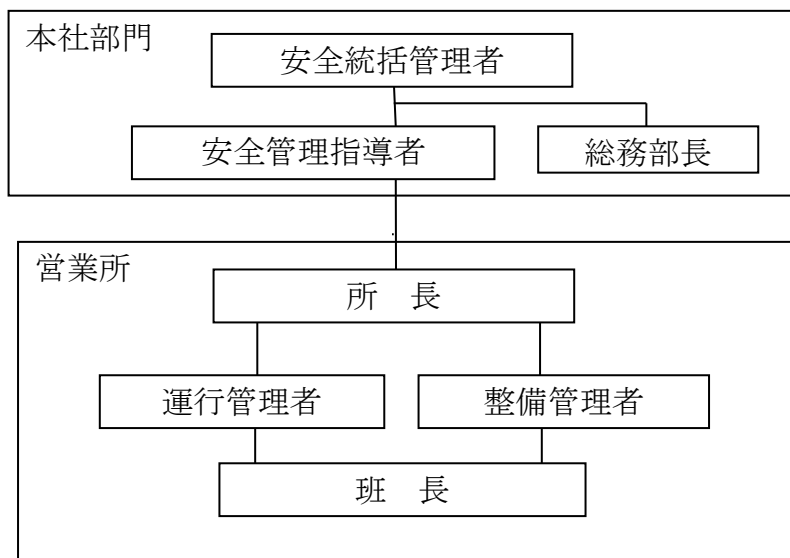 本社部門
安全統括管理者
安全管理指導者
総務部長
営業所
所　長
運行管理者
整備管理者
班　長